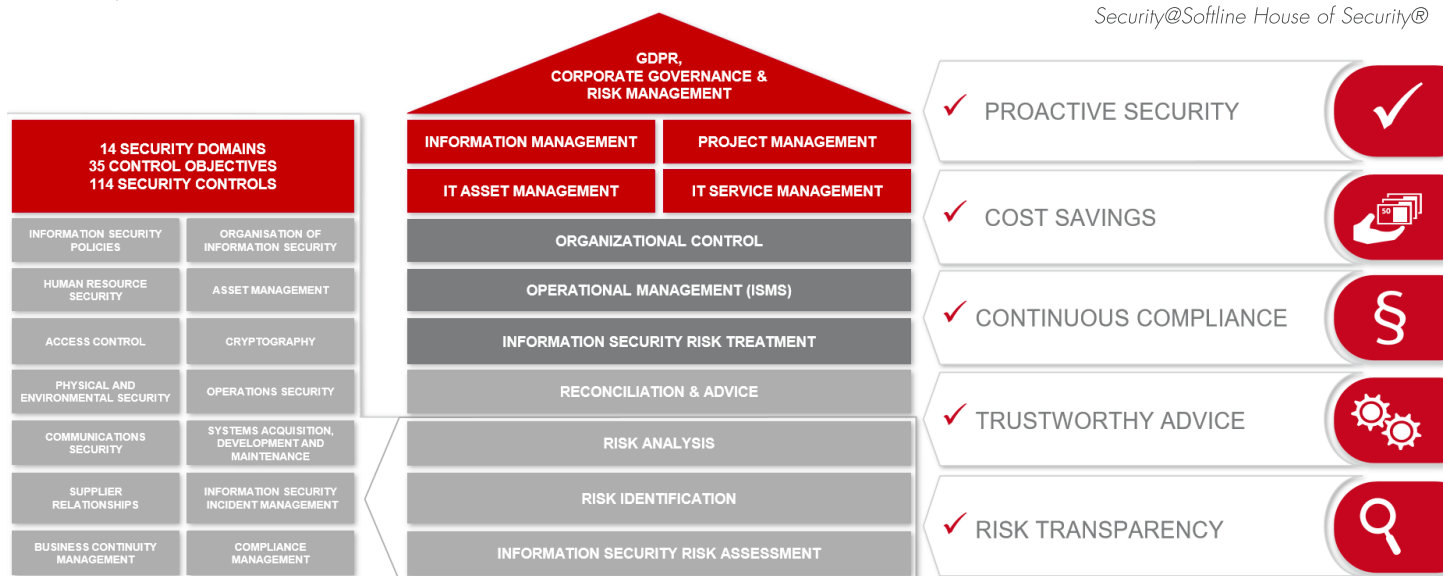 Security@Softline House of Security®
GDPR,
CORPORATE GOVERNANCE &
RISK MANAGEMENT
14 SECURITY DOMAINS
35 CONTROL OBJECTIVES
114 SECURITY CONTROLS
INFORMATION SECURITY
POLICIES
ORGANISATION OF
INFORMATION SECURITY
HUMAN RESOURCE
SECURITY
ASSET MANAGEMENT
ACCESS CONTROL
CRYPTOGRAPHY
PHYSICAL AND
ENVIRONMENTAL SECURITY
OPERATIONS SECURITY
COMMUNICATIONS
SECURITY
SYSTEMS ACQUISITION,
DEVELOPMENT AND
MAINTENANCE
SUPPLIER
RELATIONSHIPS
INFORMATION SECURITY
INCIDENT MANAGEMENT
BUSINESS CONTINUITY
MANAGEMENT
COMPLIANCE
MANAGEMENT
INFORMATION MANAGEMENT
PROJECT MANAGEMENT
IT ASSET MANAGEMENT
IT SERVICE MANAGEMENT
ORGANIZATIONAL CONTROL
OPERATIONAL MANAGEMENT (ISMS)
INFORMATION SECURITY RISK TREATMENT
RECONCILIATION & ADVICE
RISK ANALYSIS
RISK IDENTIFICATION
INFORMATION SECURITY RISK ASSESSMENT
✓ PROACTIVE SECURITY
✓ COST SAVINGS
50
✓ CONTINUOUS COMPLIANCE
§
✓ TRUSTWORTHY ADVICE
✓ RISK TRANSPARENCY